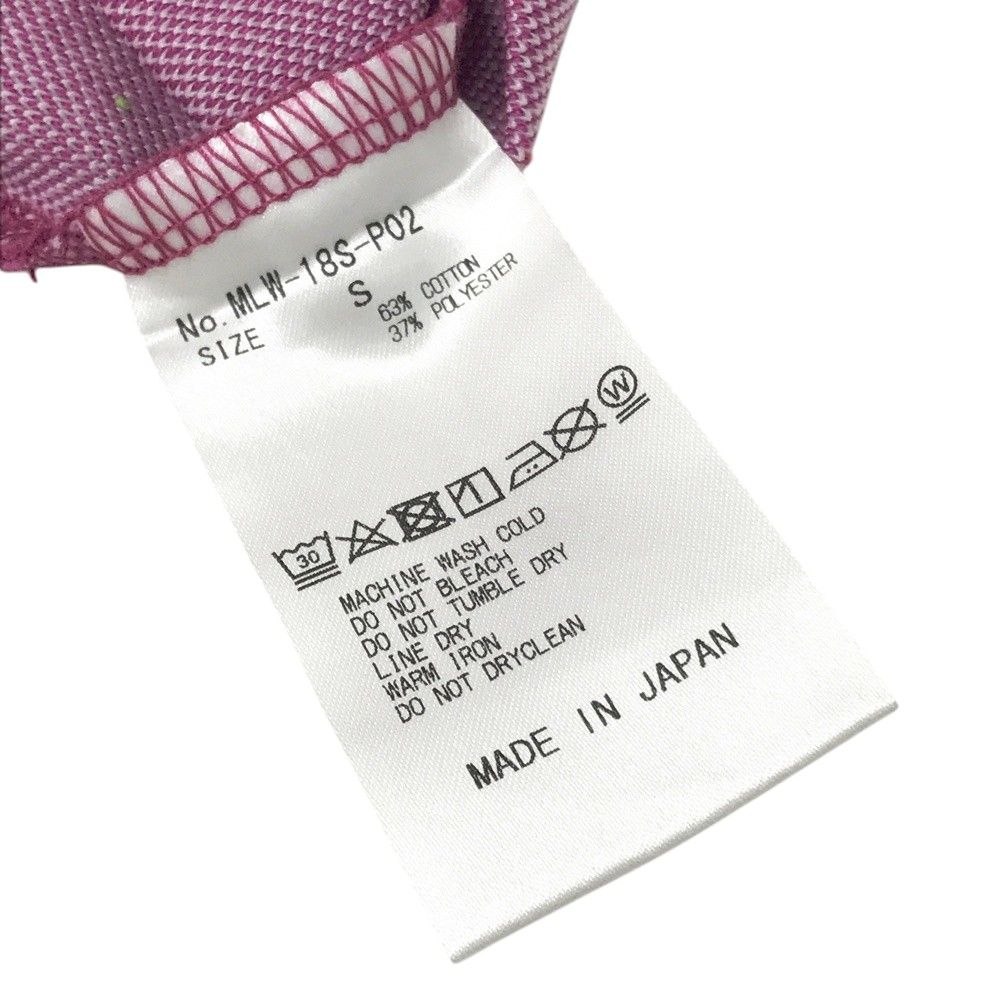 No. MLW-18S-P02
SIZE S
63% COTTON
37% POLYESTER
30
W
MACHINE WASH COLD
DO NOT BLEACH
DO NOT TUMBLE DRY
LINE DRY
WARM IRON
DO NOT DRYCLEAN
MADE IN JAPAN